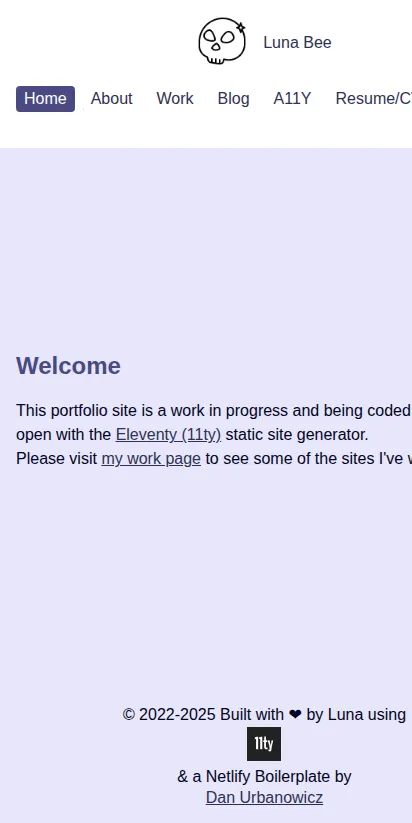 Luna Bee
Home About Work Blog A11Y Resume/C
Welcome
This portfolio site is a work in progress and being coded
open with the Eleventy (11ty) static site generator.
Please visit my work page to see some of the sites I've
© 2022-2025 Built with ❤ by Luna using
11ty
& a Netlify Boilerplate by
Dan Urbanowicz